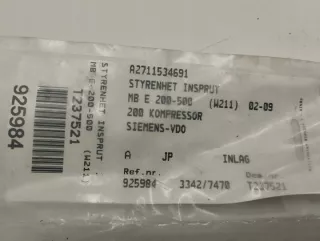 A2711534691
STYRENHET INSPRUT
MB E 200-500 (W211) 02-09
200 KOMPRESSOR
SIEMENS-VDO
A JP INLAG
Ref.nr.
925984 3342/7470 T237521
STYRENHET INSPRUT
MB E 200-500 (W211)
T237521
925984